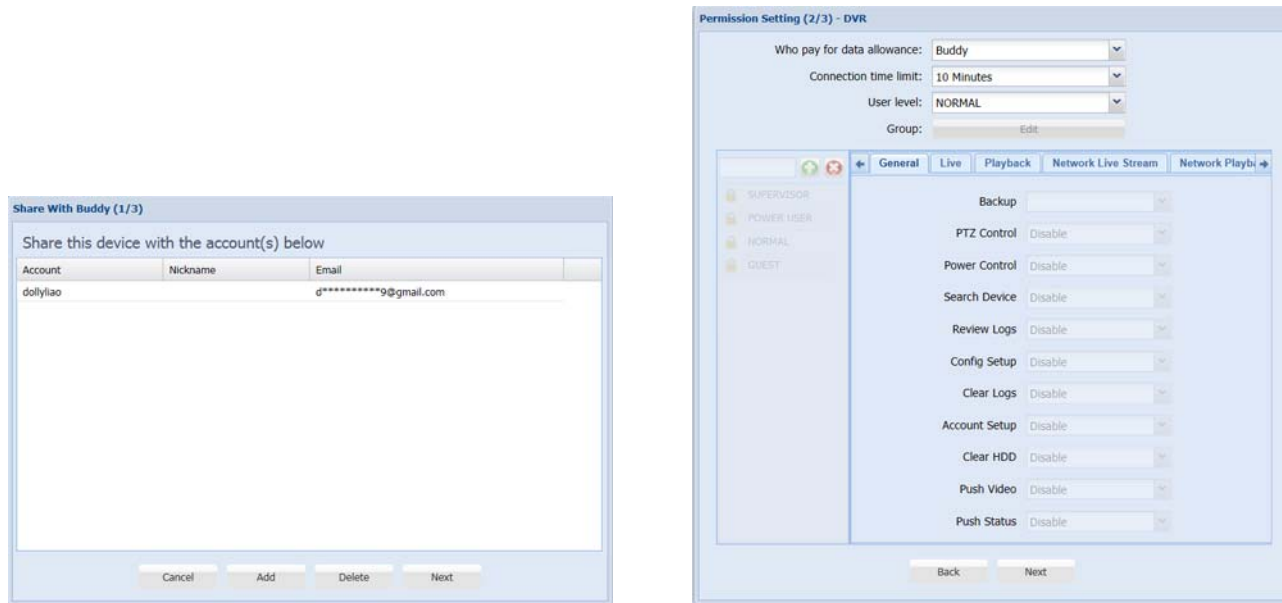 Share With Buddy (1/3)
Share this device with the account(s) below
Account Nickname Email
dollyliao d**********9@gmail.com
Cancel Add Delete Next
Permission Setting (2/3) - DVR
Who pay for data allowance: Buddy
Connection time limit: 10 Minutes
User level: NORMAL
Group: Edit
General Live Playback Network Live Stream Network Playba
SUPERVISOR
POWER USER
NORMAL
GUEST
Backup
PTZ Control Disable
Power Control Disable
Search Device Disable
Review Logs Disable
Config Setup Disable
Clear Logs Disable
Account Setup Disable
Clear HDD Disable
Push Video Disable
Push Status Disable
Back Next